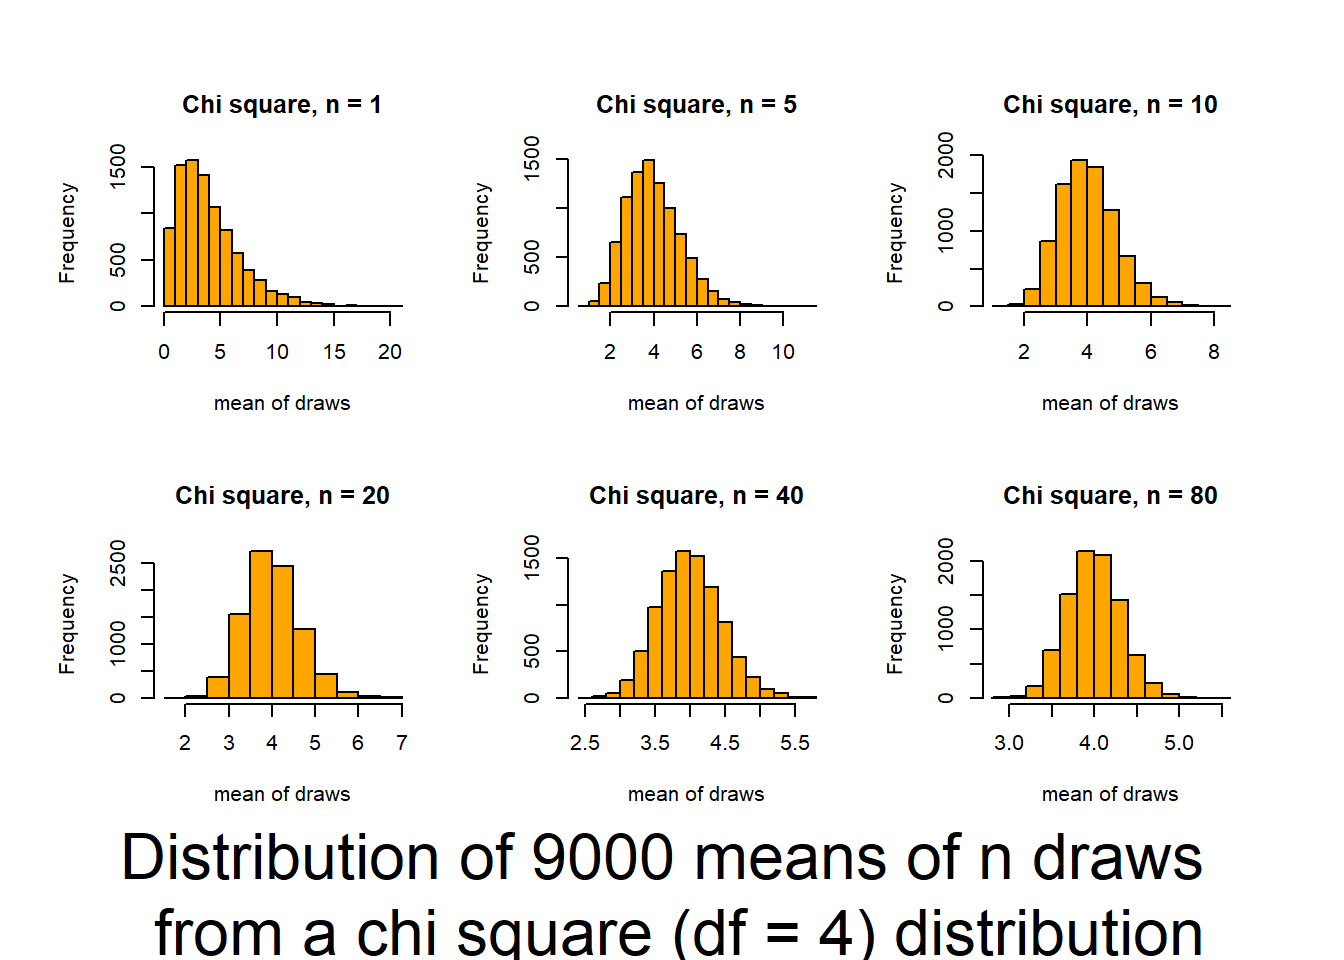 Chi square, n = 1
Frequency
0 500 1500
0 5 10 15 20
mean of draws
Chi square, n = 5
Frequency
0 500 1500
2 4 6 8 10
mean of draws
Chi square, n = 10
Frequency
0 1000 2000
2 4 6 8
mean of draws
Chi square, n = 20
Frequency
0 1000 2500
2 3 4 5 6 7
mean of draws
Chi square, n = 40
Frequency
0 500 1500
2.5 3.5 4.5 5.5
mean of draws
Chi square, n = 80
Frequency
0 1000 2000
3.0 4.0 5.0
mean of draws
Distribution of 9000 means of n draws
from a chi square (df = 4) distribution